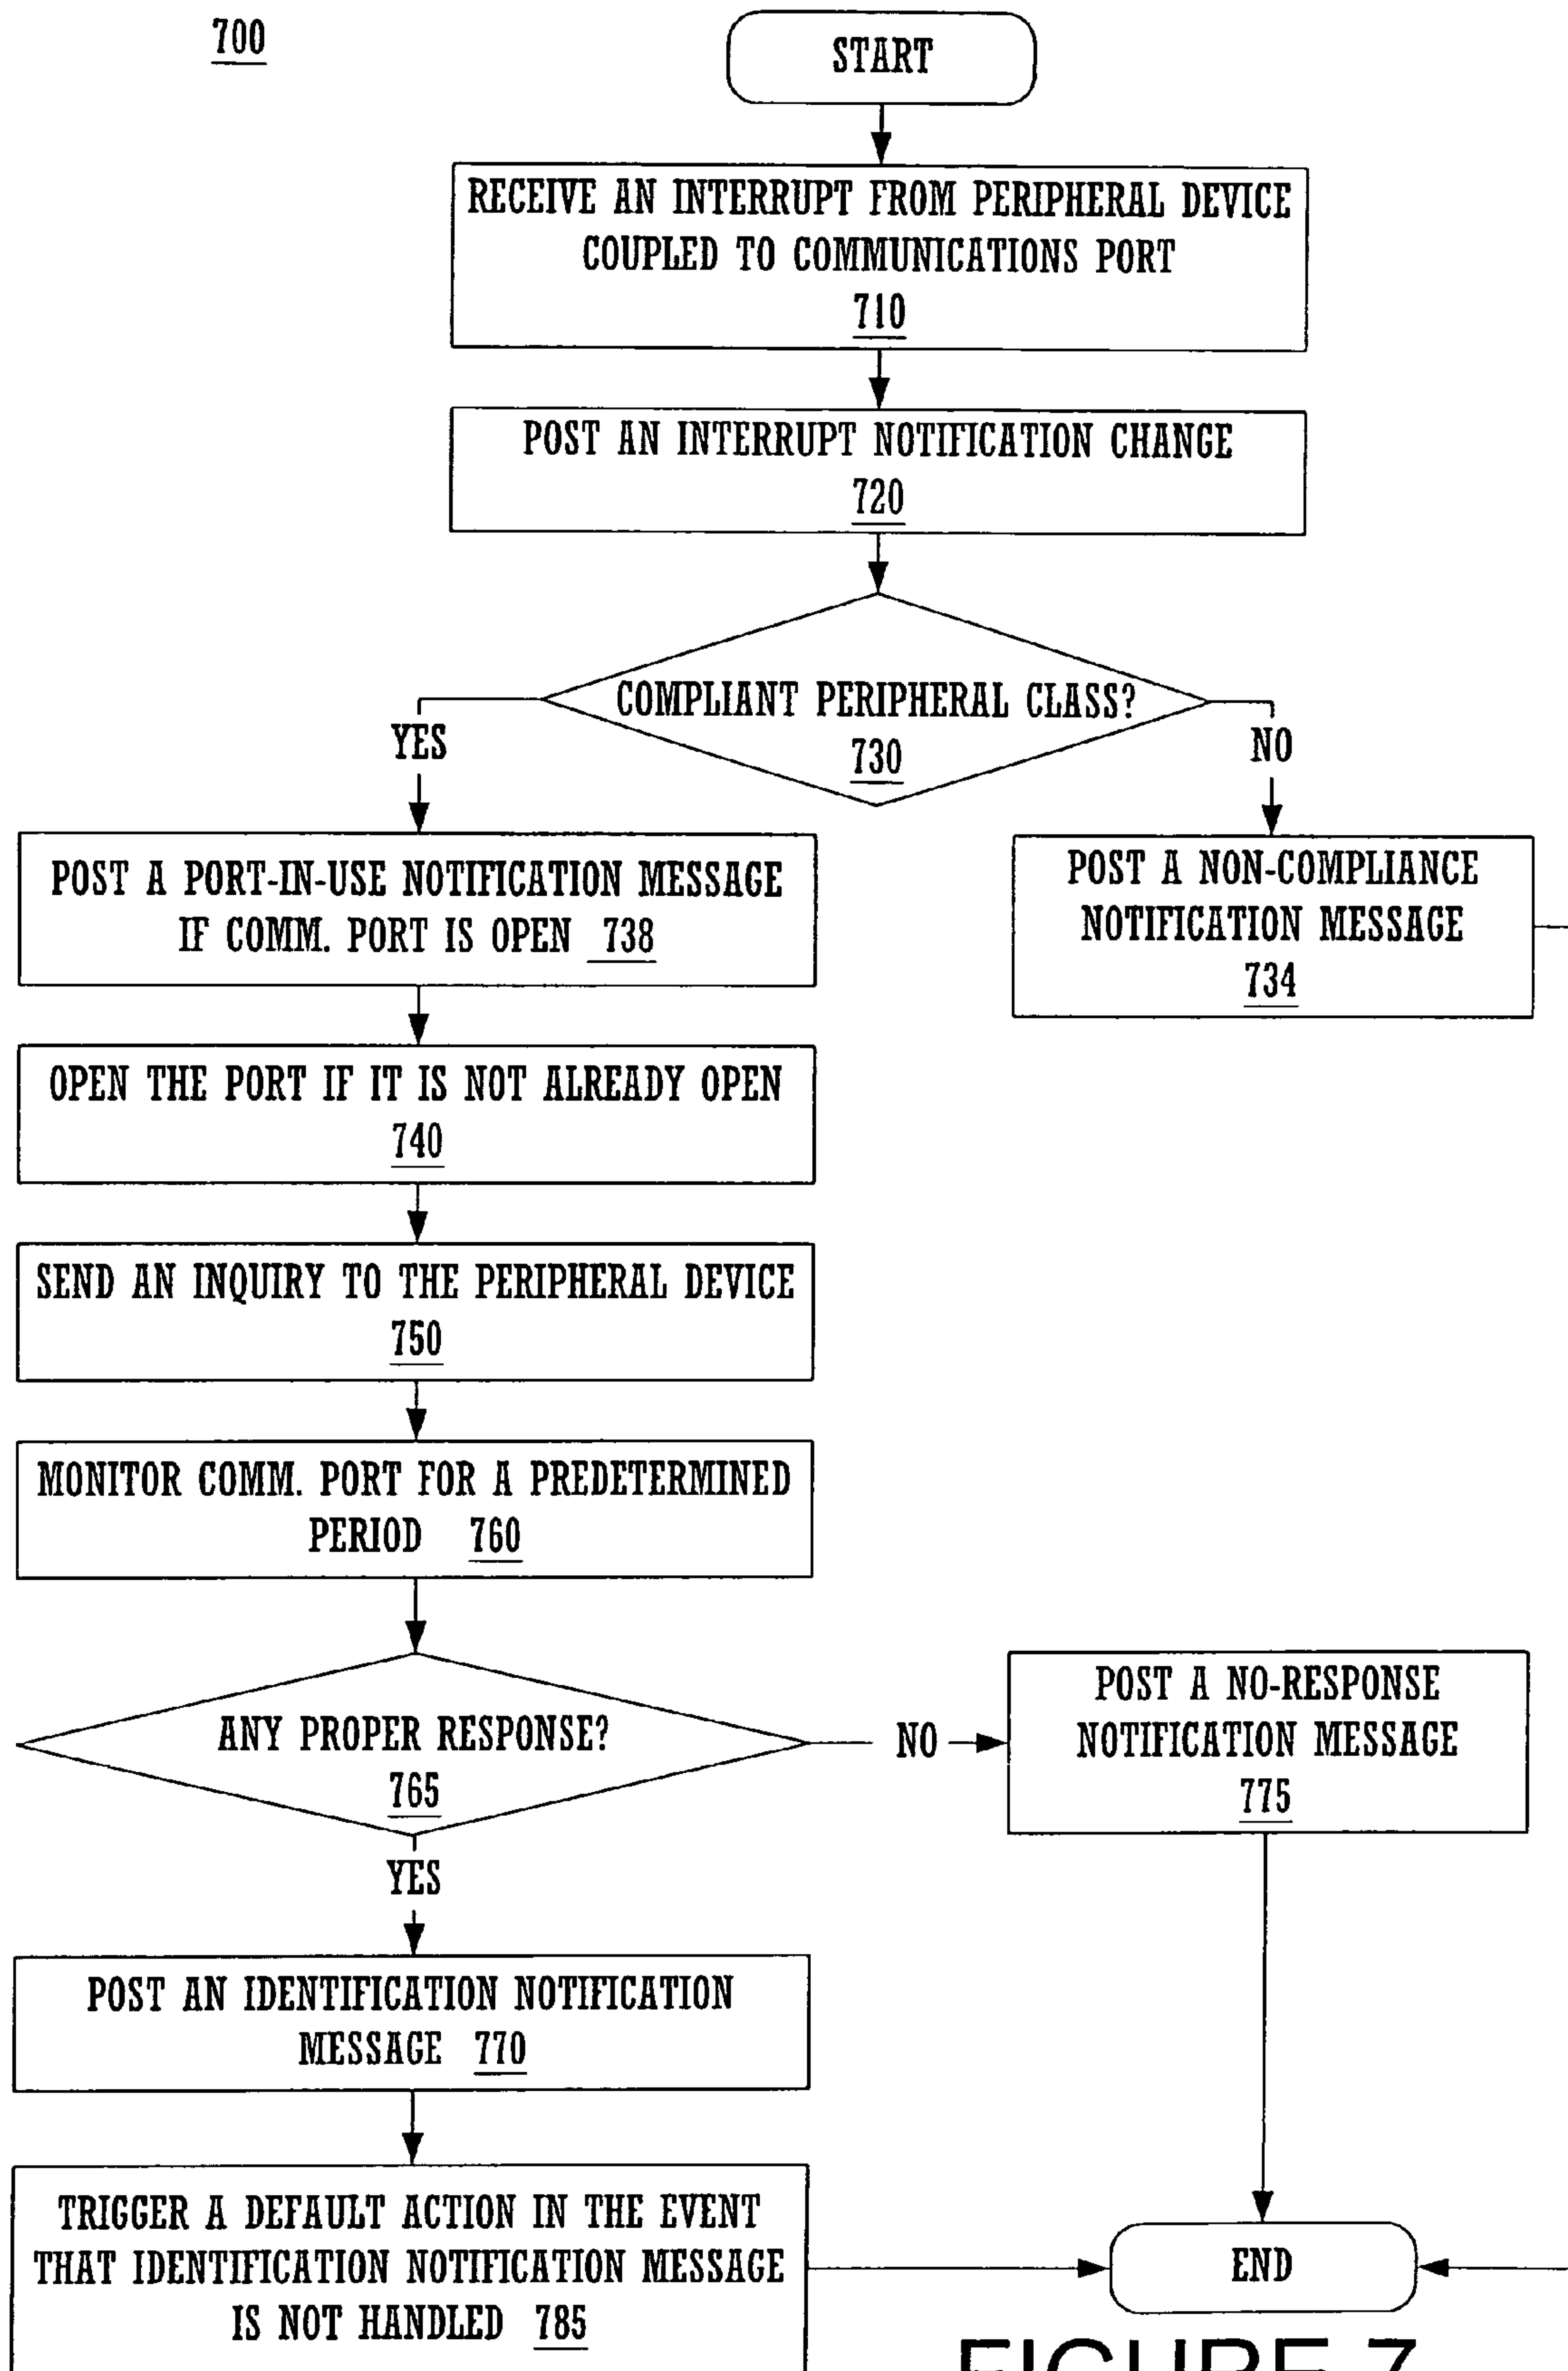 700
START
RECEIVE AN INTERRUPT FROM PERIPHERAL DEVICE
COUPLED TO COMMUNICATIONS PORT
710
POST AN INTERRUPT NOTIFICATION CHANGE
720
COMPLIANT PERIPHERAL CLASS?
730
YES
NO
POST A PORT-IN-USE NOTIFICATION MESSAGE
IF COMM. PORT IS OPEN 738
POST A NON-COMPLIANCE
NOTIFICATION MESSAGE
734
OPEN THE PORT IF IT IS NOT ALREADY OPEN
740
SEND AN INQUIRY TO THE PERIPHERAL DEVICE
750
MONITOR COMM. PORT FOR A PREDETERMINED
PERIOD 760
ANY PROPER RESPONSE?
765
NO
POST A NO-RESPONSE
NOTIFICATION MESSAGE
775
YES
POST AN IDENTIFICATION NOTIFICATION
MESSAGE 770
TRIGGER A DEFAULT ACTION IN THE EVENT
THAT IDENTIFICATION NOTIFICATION MESSAGE
IS NOT HANDLED 785
END
FIGURE 7